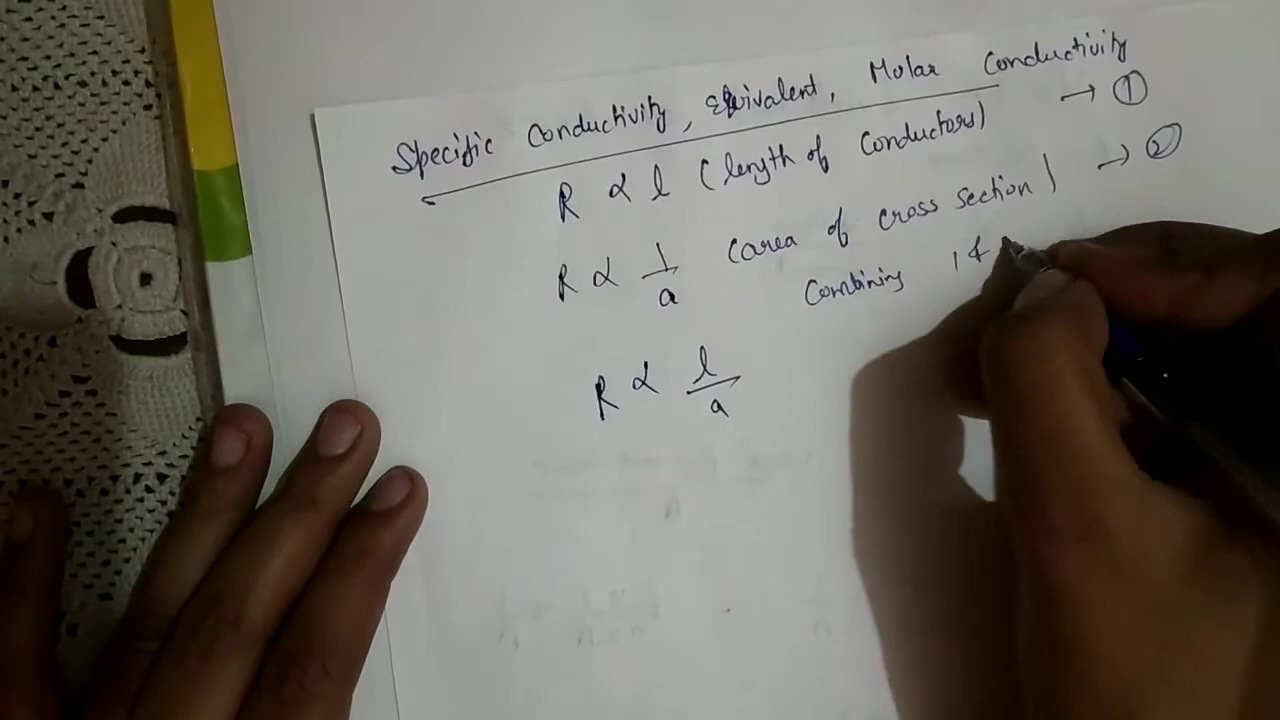 Specific Conductivity, Equivalent, Molar Conductivity
R ∝ l (length of Conductors) → ①
R ∝ 1/a (area of cross section) → ②
Combining 1 &
R ∝ l/a